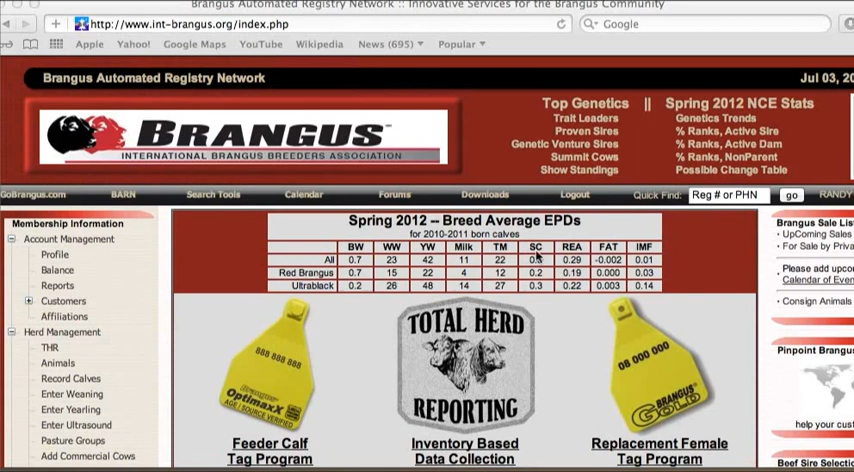 Brangus Automated Registry Network :: Innovative Services for the Brangus Community
http://www.int-brangus.org/index.php
Google
Apple Yahoo! Google Maps YouTube Wikipedia News (695) Popular
Brangus Automated Registry Network
Jul 03, 20
BRANGUS
INTERNATIONAL BRANGUS BREEDERS ASSOCIATION
Top Genetics || Spring 2012 NCE Stats
Trait Leaders Genetics Trends
Proven Sires % Ranks, Active Sire
Genetic Venture Sires % Ranks, Active Dam
Summit Cows % Ranks, NonParent
Show Standings Possible Change Table
GoBrangus.com BARN Search Tools Calendar Forums Downloads Logout Quick Find: Reg # or PHN go RANDY
Membership Information
Account Management
Profile
Balance
Reports
Customers
Affiliations
Herd Management
THR
Animals
Record Calves
Enter Weaning
Enter Yearling
Enter Ultrasound
Pasture Groups
Add Commercial Cows
Spring 2012 -- Breed Average EPDs
for 2010-2011 born calves
BW WW YW Milk TM SC REA FAT IMF
All 0.7 23 42 11 22 0.29 -0.002 0.01
Red Brangus 0.7 15 22 4 12 0.2 0.19 0.000 0.03
Ultrablack 0.2 26 48 14 27 0.3 0.22 0.003 0.14
888 888 888
Brangus
OptimaxX
AGE / SOURCE VERIFIED
Feeder Calf
Tag Program
TOTAL HERD
REPORTING
Inventory Based
Data Collection
08 000 000
BRANGUS
GOLD
Replacement Female
Tag Program
Brangus Sale Lis
UpComing Sales
For Sale by Priva
Please add upco
Calendar of Even
Consign Animals
Pinpoint Brangus
help your cust
Beef Sire Selectio